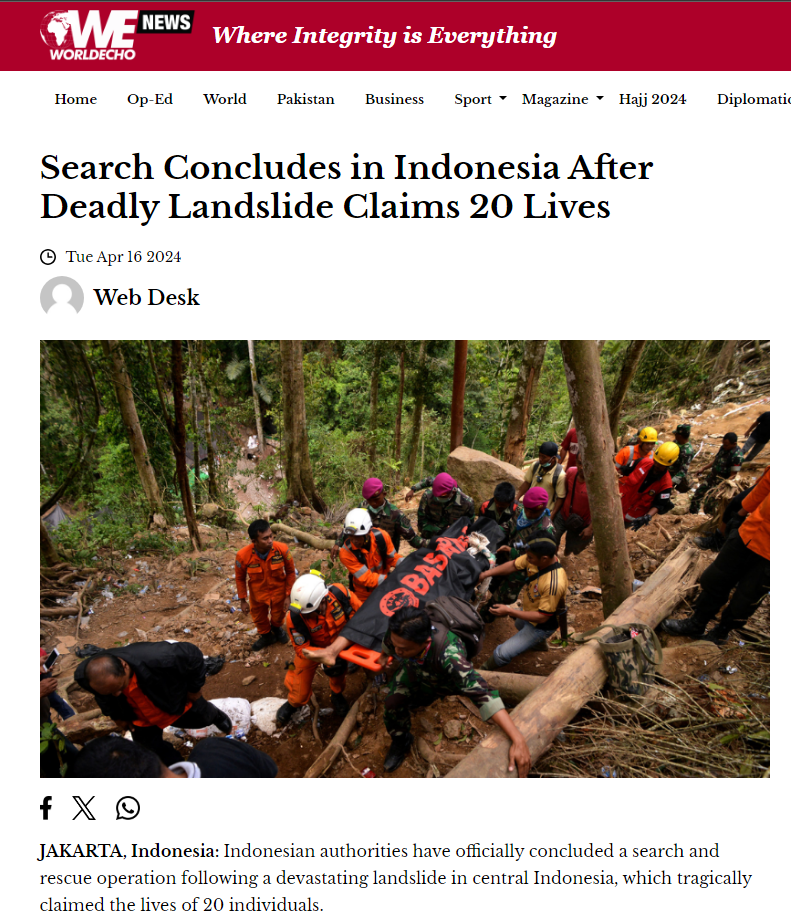 WE NEWS
WORLDECHO
Where Integrity is Everything
Home Op-Ed World Pakistan Business Sport Magazine Hajj 2024 Diplomatic
Search Concludes in Indonesia After
Deadly Landslide Claims 20 Lives
Tue Apr 16 2024
Web Desk
JAKARTA, Indonesia: Indonesian authorities have officially concluded a search and
rescue operation following a devastating landslide in central Indonesia, which tragically
claimed the lives of 20 individuals.